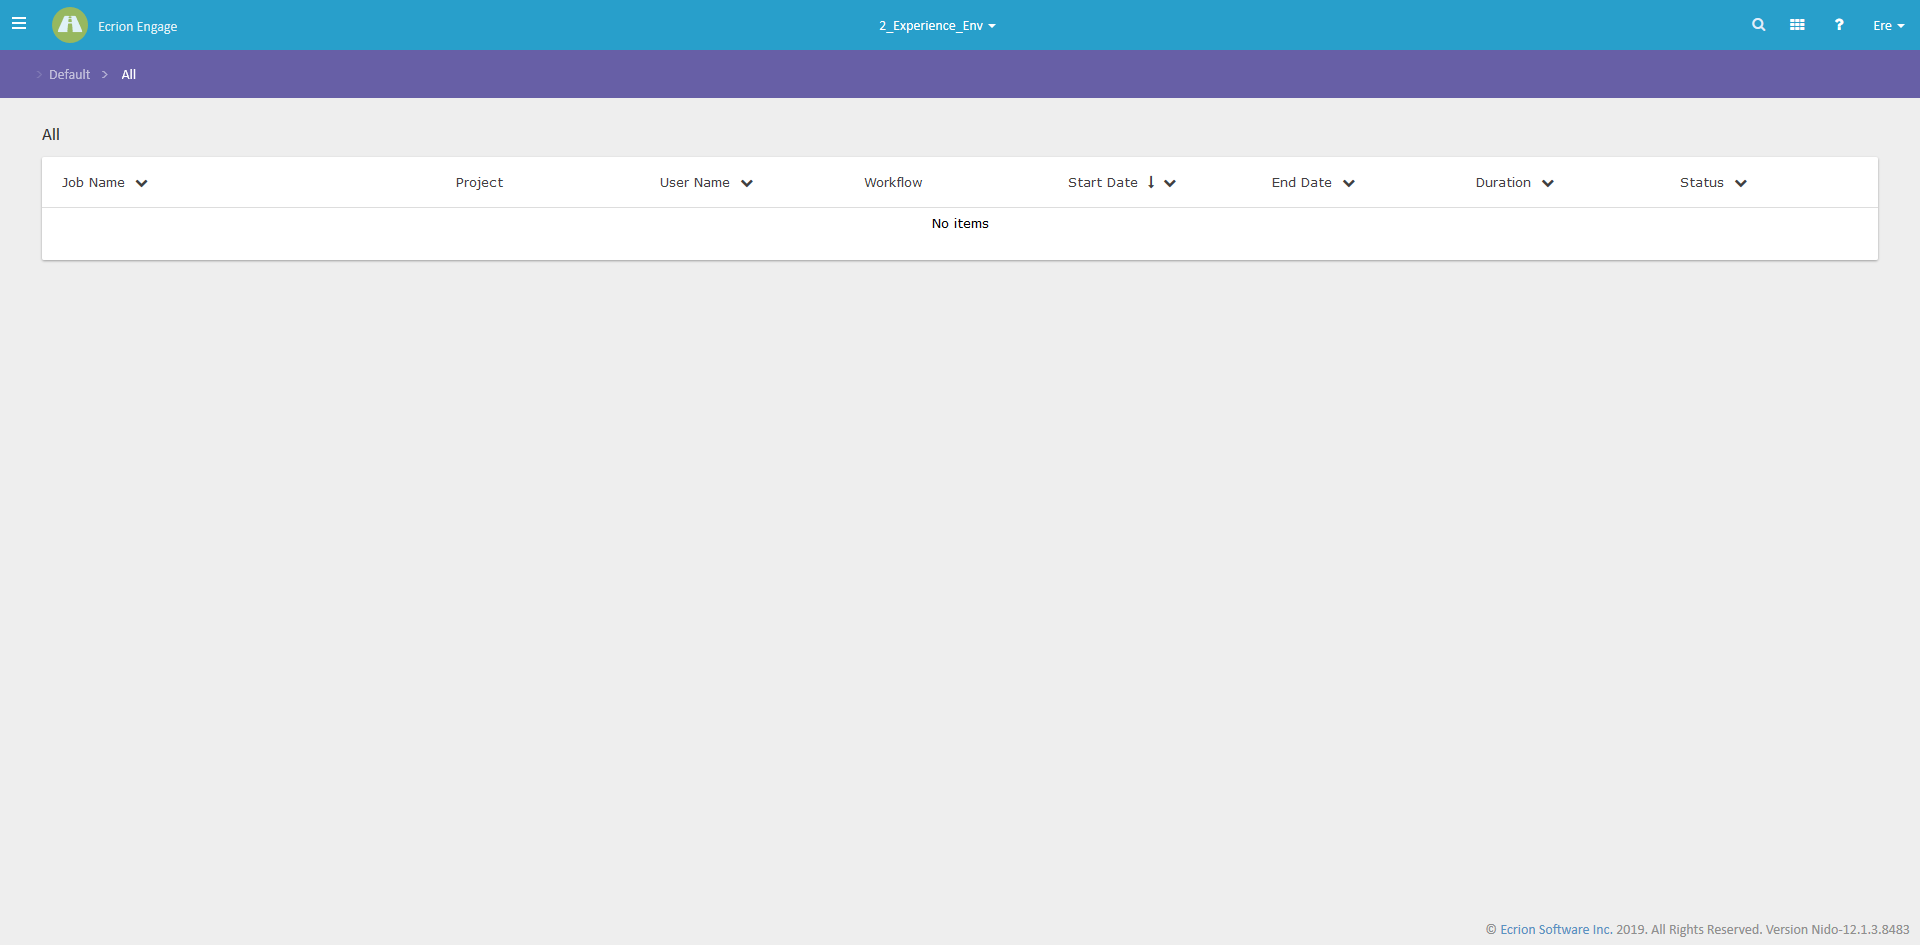 Ecrion Engage 2_Experience_Env ? Ere
> Default > All
All
Job Name Project User Name Workflow Start Date End Date Duration Status
No items
© Ecrion Software Inc. 2019. All Rights Reserved. Version Nido-12.1.3.8483